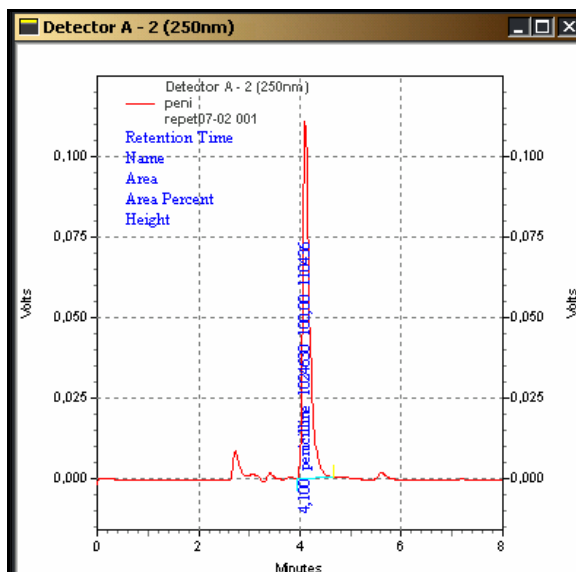 Detector A - 2 (250nm)
Detector A - 2 (250nm)
peni
repet07-02 001
Retention Time
Name
Area
Area Percent
Height
0,100
0,075
0,050
0,025
0,000
Volts
0,100
0,075
0,050
0,025
0,000
Volts
4,100 penicilline 1024630 100,00 110436
0
2
4
6
8
Minutes